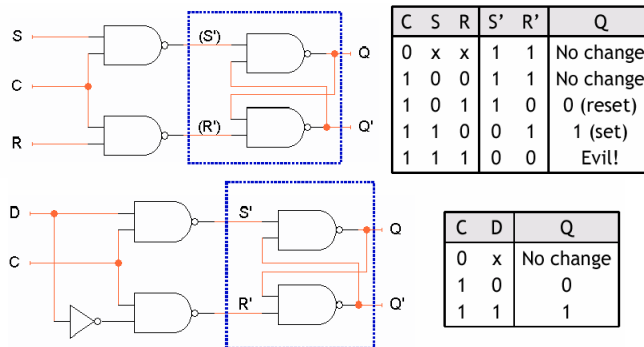 S
(S')
Q
C
R
(R')
Q'
C S R S' R' Q
0 x x 1 1 No change
1 0 0 1 1 No change
1 0 1 1 0 0 (reset)
1 1 0 0 1 1 (set)
1 1 1 0 0 Evil!
D
S'
Q
C
R'
Q'
C D Q
0 x No change
1 0 0
1 1 1